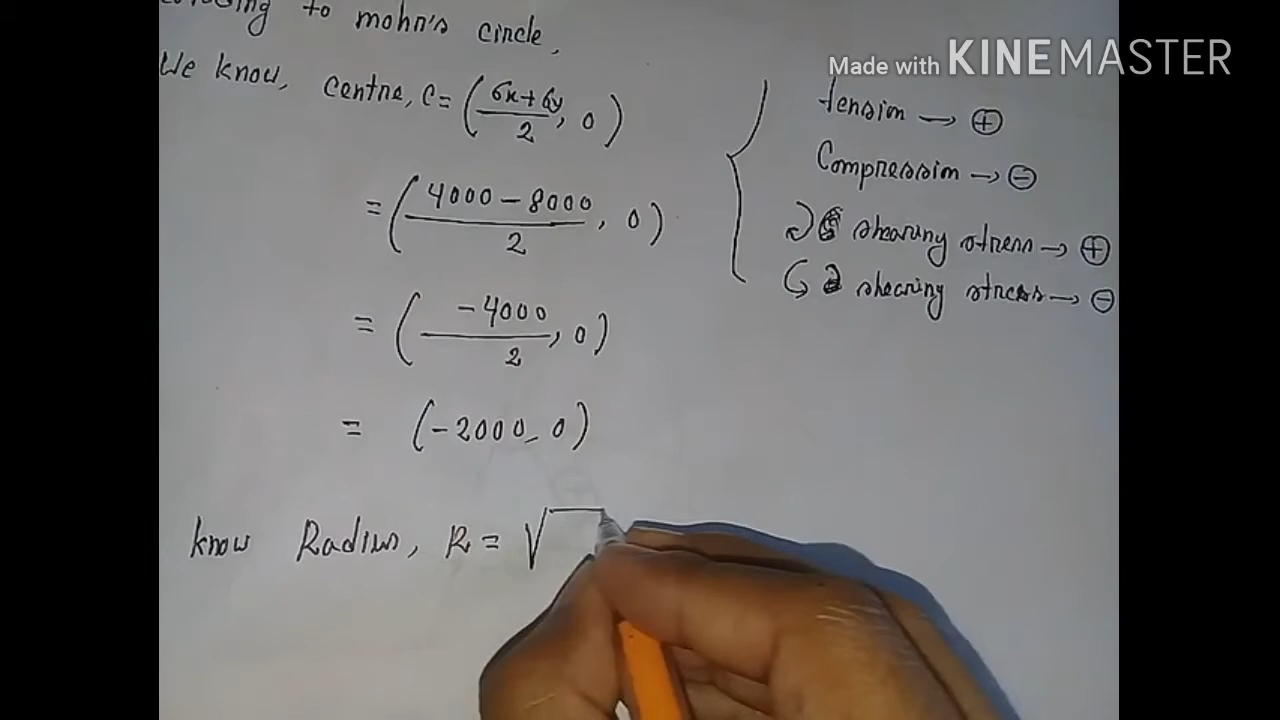 to mohr's circle,
We know, centre, C = (σx+σy/2, 0)
= (4000-8000/2, 0)
= (-4000/2, 0)
= (-2000, 0)
know Radius, R = √
Made with KINEMASTER
tension → ⊕
Compression → ⊖
shearing stress → ⊕
shearing stress → ⊖